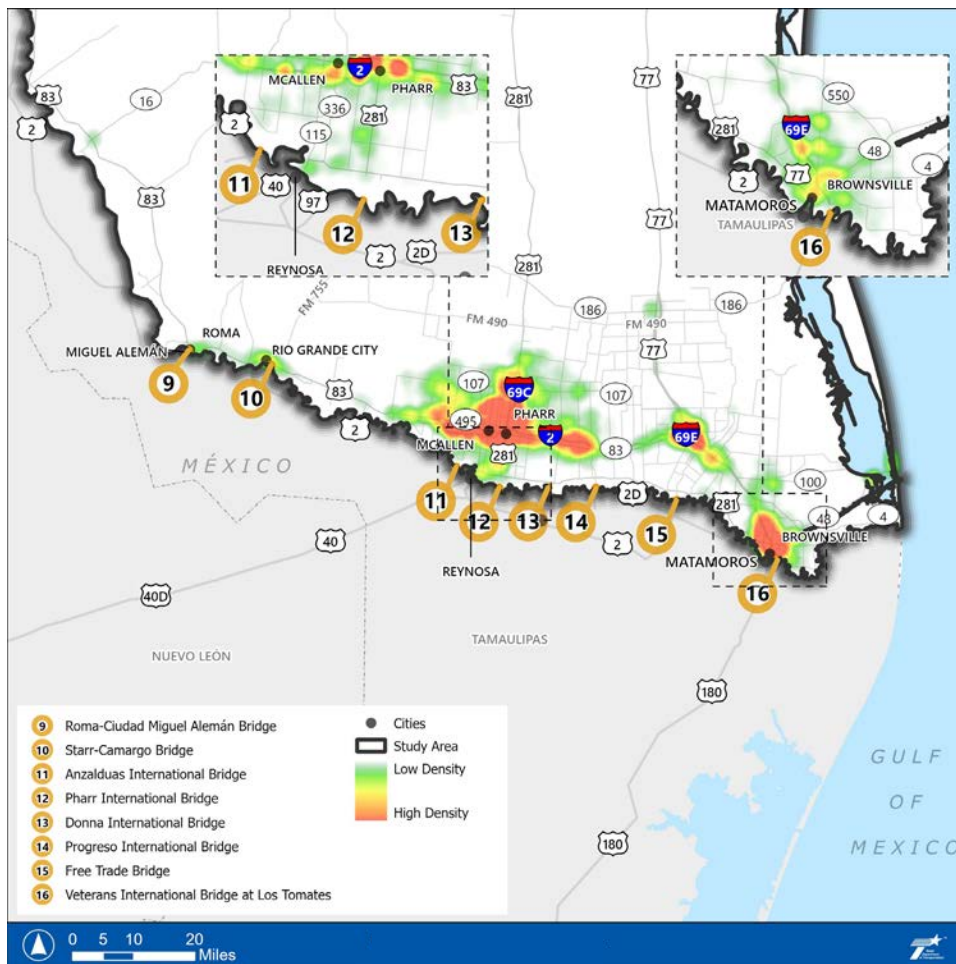 83
2
16
83
281
77
77
281
186
186
FM 755
FM 490
FM 490
77
MCALLEN
2
PHARR
83
336
281
115
2
11
40
97
12
13
2
2D
REYNOSA
550
69E
281
48
4
2
77
BROWNSVILLE
MATAMOROS
TAMAULIPAS
16
ROMA
MIGUEL ALEMÁN
RIO GRANDE CITY
9
10
83
2
107
69C
107
495
PHARR
MCALLEN
2
281
83
69E
100
11
12
13
14
2D
15
281
48
4
BROWNSVILLE
MATAMOROS
16
2
40
REYNOSA
40D
MÉXICO
NUEVO LEÓN
TAMAULIPAS
180
180
GULF
OF
MEXICO
9 Roma-Ciudad Miguel Alemán Bridge
10 Starr-Camargo Bridge
11 Anzalduas International Bridge
12 Pharr International Bridge
13 Donna International Bridge
14 Progreso International Bridge
15 Free Trade Bridge
16 Veterans International Bridge at Los Tomates
Cities
Study Area
Low Density
High Density
0 5 10 20
Miles